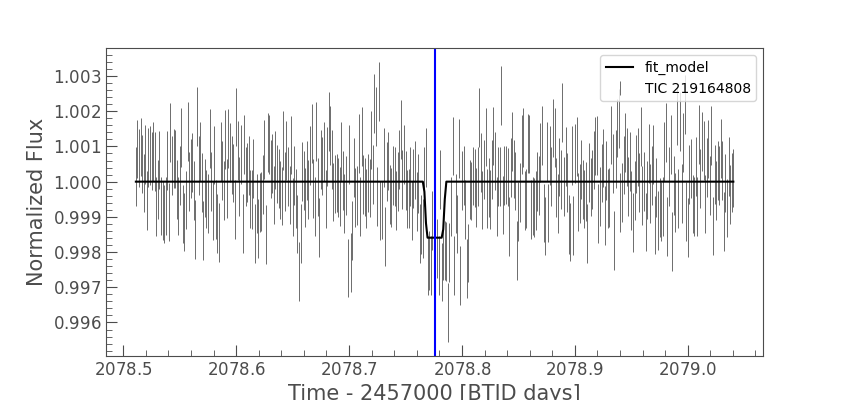 fit_model
TIC 219164808
1.003
1.002
1.001
1.000
0.999
0.998
0.997
0.996
Normalized Flux
2078.5 2078.6 2078.7 2078.8 2078.9 2079.0
Time - 2457000 [BTJD days]